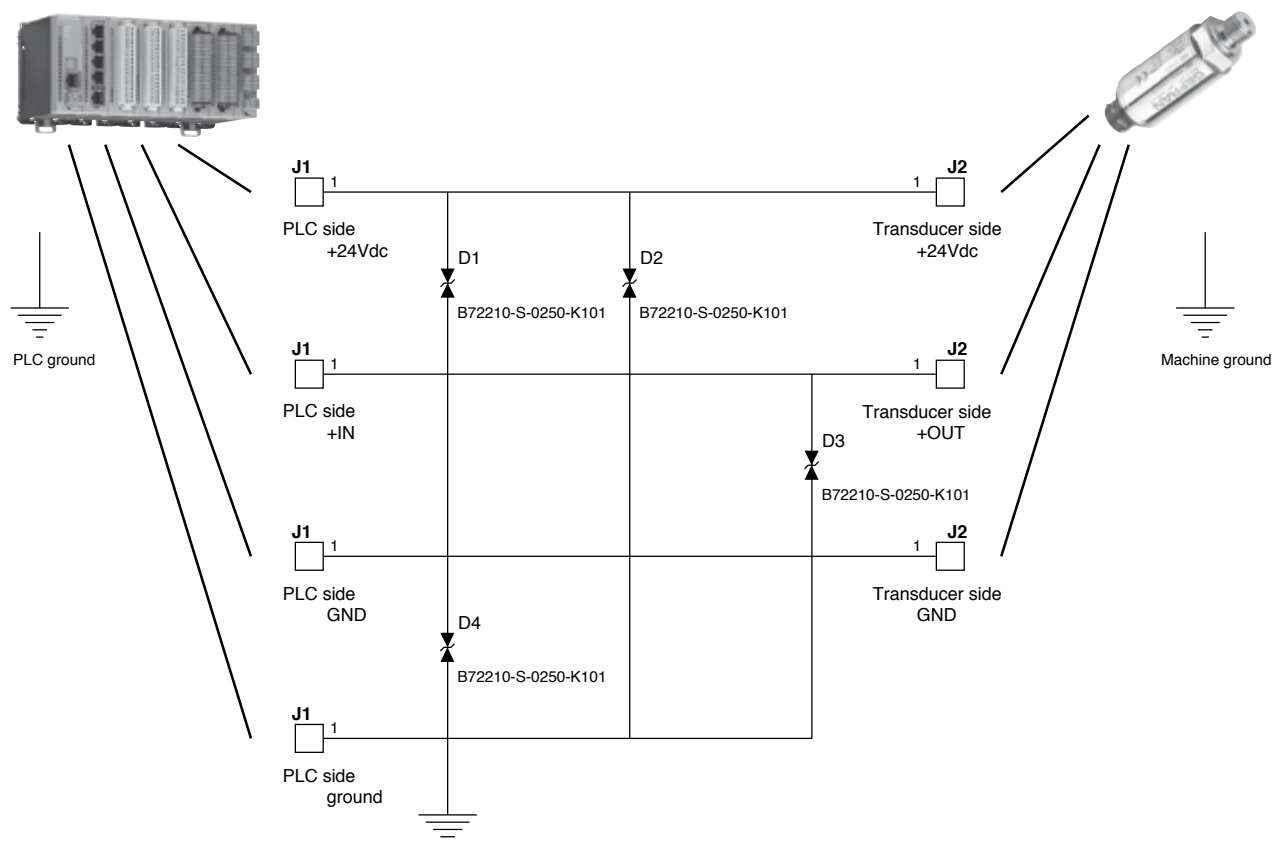 J1
1
PLC side
+24Vdc
1
J2
Transducer side
+24Vdc
D1
B72210-S-0250-K101
D2
B72210-S-0250-K101
PLC ground
Machine ground
J1
1
PLC side
+IN
1
J2
Transducer side
+OUT
D3
B72210-S-0250-K101
J1
1
PLC side
GND
1
J2
Transducer side
GND
D4
B72210-S-0250-K101
J1
1
PLC side
ground
GEFRAN